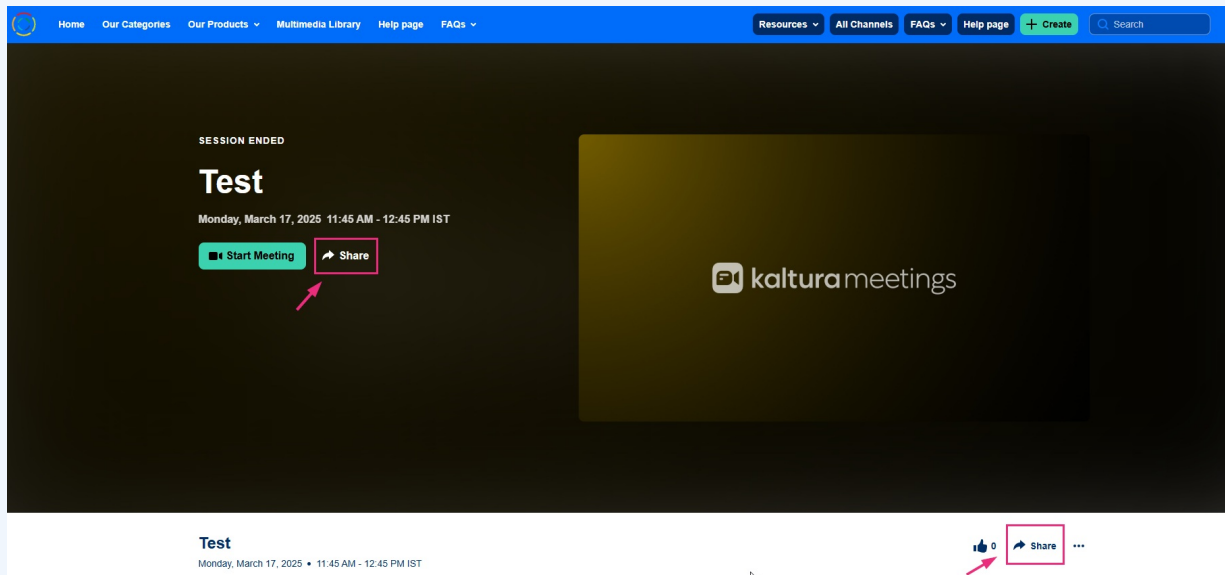 Home Our Categories Our Products Multimedia Library Help page FAQs Resources All Channels FAQs Help page + Create Search
SESSION ENDED
Test
Monday, March 17, 2025 11:45 AM - 12:45 PM IST
Start Meeting Share
kaltura meetings
Test
0 Share ...
Monday, March 17, 2025 • 11:45 AM - 12:45 PM IST